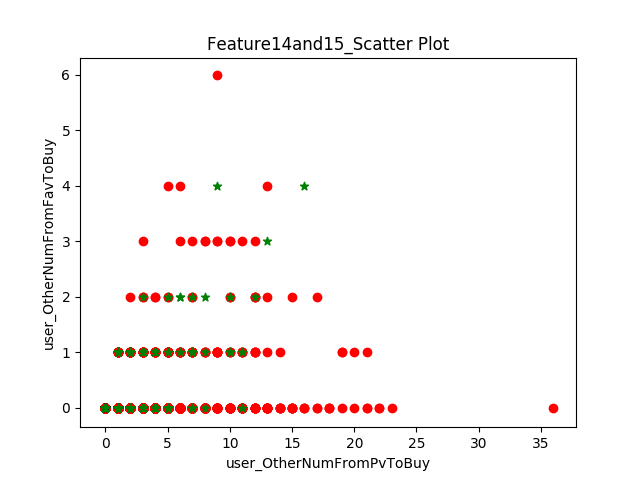 Feature14and15_Scatter Plot
6
5
4
3
2
1
0
user_OtherNumFromFavToBuy
0 5 10 15 20 25 30 35
user_OtherNumFromPvToBuy